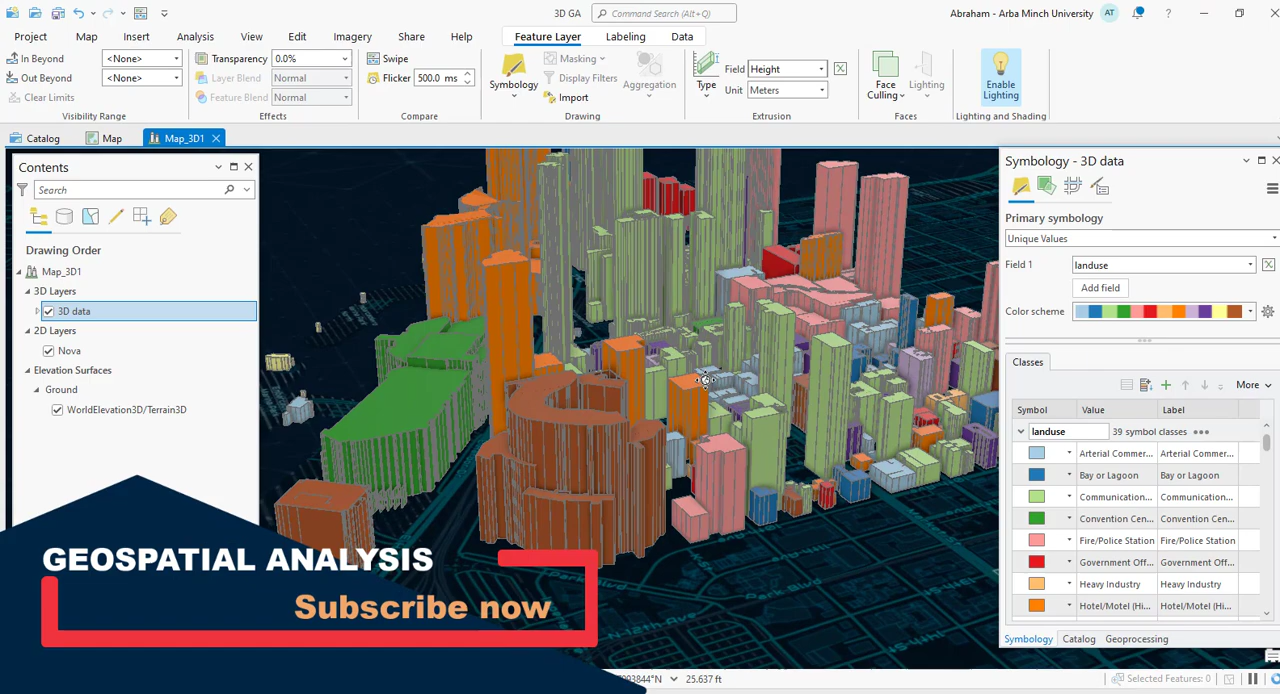 3D GA
Command Search (Alt+Q)
Abraham - Arba Minch University
AT
Project Map Insert Analysis View Edit Imagery Share Help Feature Layer Labeling Data
In Beyond <None>
Out Beyond <None>
Clear Limits
Visibility Range
Transparency 0.0%
Layer Blend Normal
Feature Blend Normal
Effects
Swipe
Flicker 500.0 ms
Compare
Symbology
Masking
Display Filters
Import
Aggregation
Drawing
Type
Field Height
Unit Meters
Extrusion
Face Culling
Lighting
Faces
Enable Lighting
Lighting and Shading
Catalog Map Map_3D1
Contents
Search
Drawing Order
Map_3D1
3D Layers
3D data
2D Layers
Nova
Elevation Surfaces
Ground
WorldElevation3D/Terrain3D
Park Blvd
Symbology - 3D data
Primary symbology
Unique Values
Field 1 landuse
Add field
Color scheme
Classes
More
Symbol Value Label
landuse 39 symbol classes
Arterial Comme... Arterial Commer...
Bay or Lagoon Bay or Lagoon
Communication... Communication...
Convention Cen... Convention Cen...
Fire/Police Station Fire/Police Station
Government Off... Government Off...
Heavy Industry Heavy Industry
Hotel/Motel (Hi... Hotel/Motel (Hi...
Symbology Catalog Geoprocessing
GEOSPATIAL ANALYSIS
Subscribe now
25.637 ft
Selected Features: 0